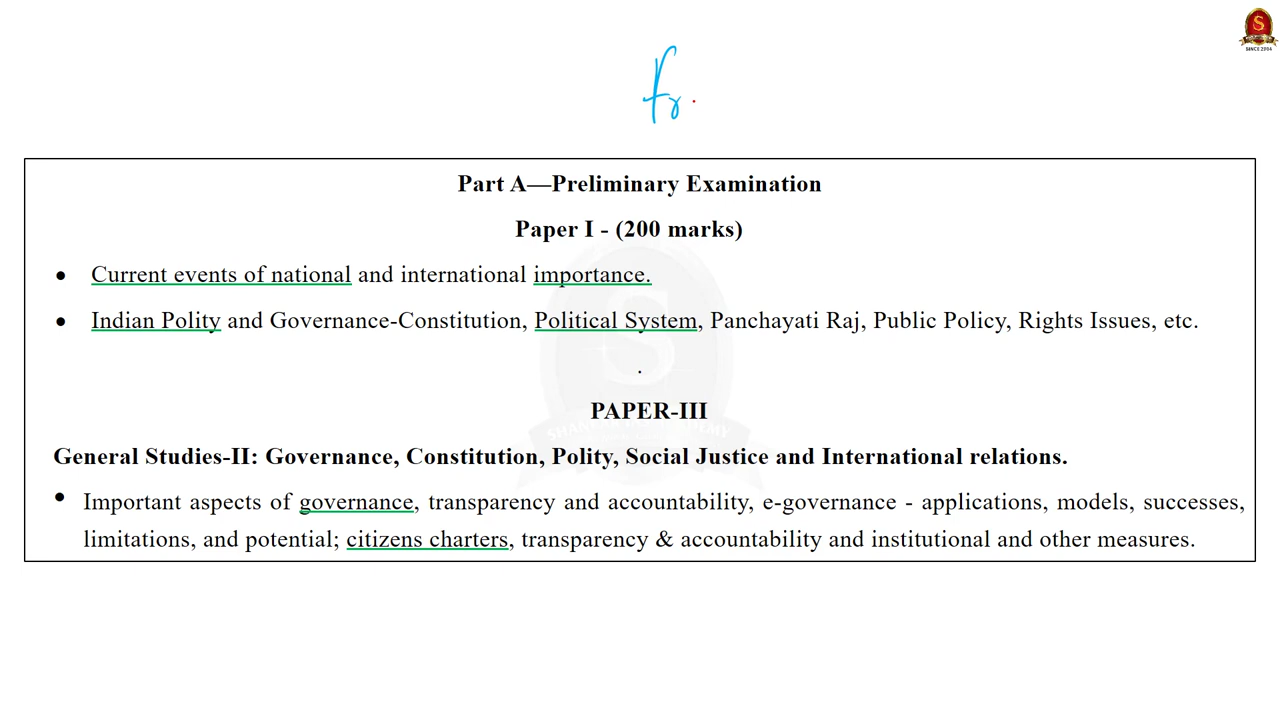 S
SINCE 2004
fr
Part A—Preliminary Examination
Paper I - (200 marks)
• Current events of national and international importance.
• Indian Polity and Governance-Constitution, Political System, Panchayati Raj, Public Policy, Rights Issues, etc.
.
PAPER-III
General Studies-II: Governance, Constitution, Polity, Social Justice and International relations.
• Important aspects of governance, transparency and accountability, e-governance - applications, models, successes,
limitations, and potential; citizens charters, transparency & accountability and institutional and other measures.